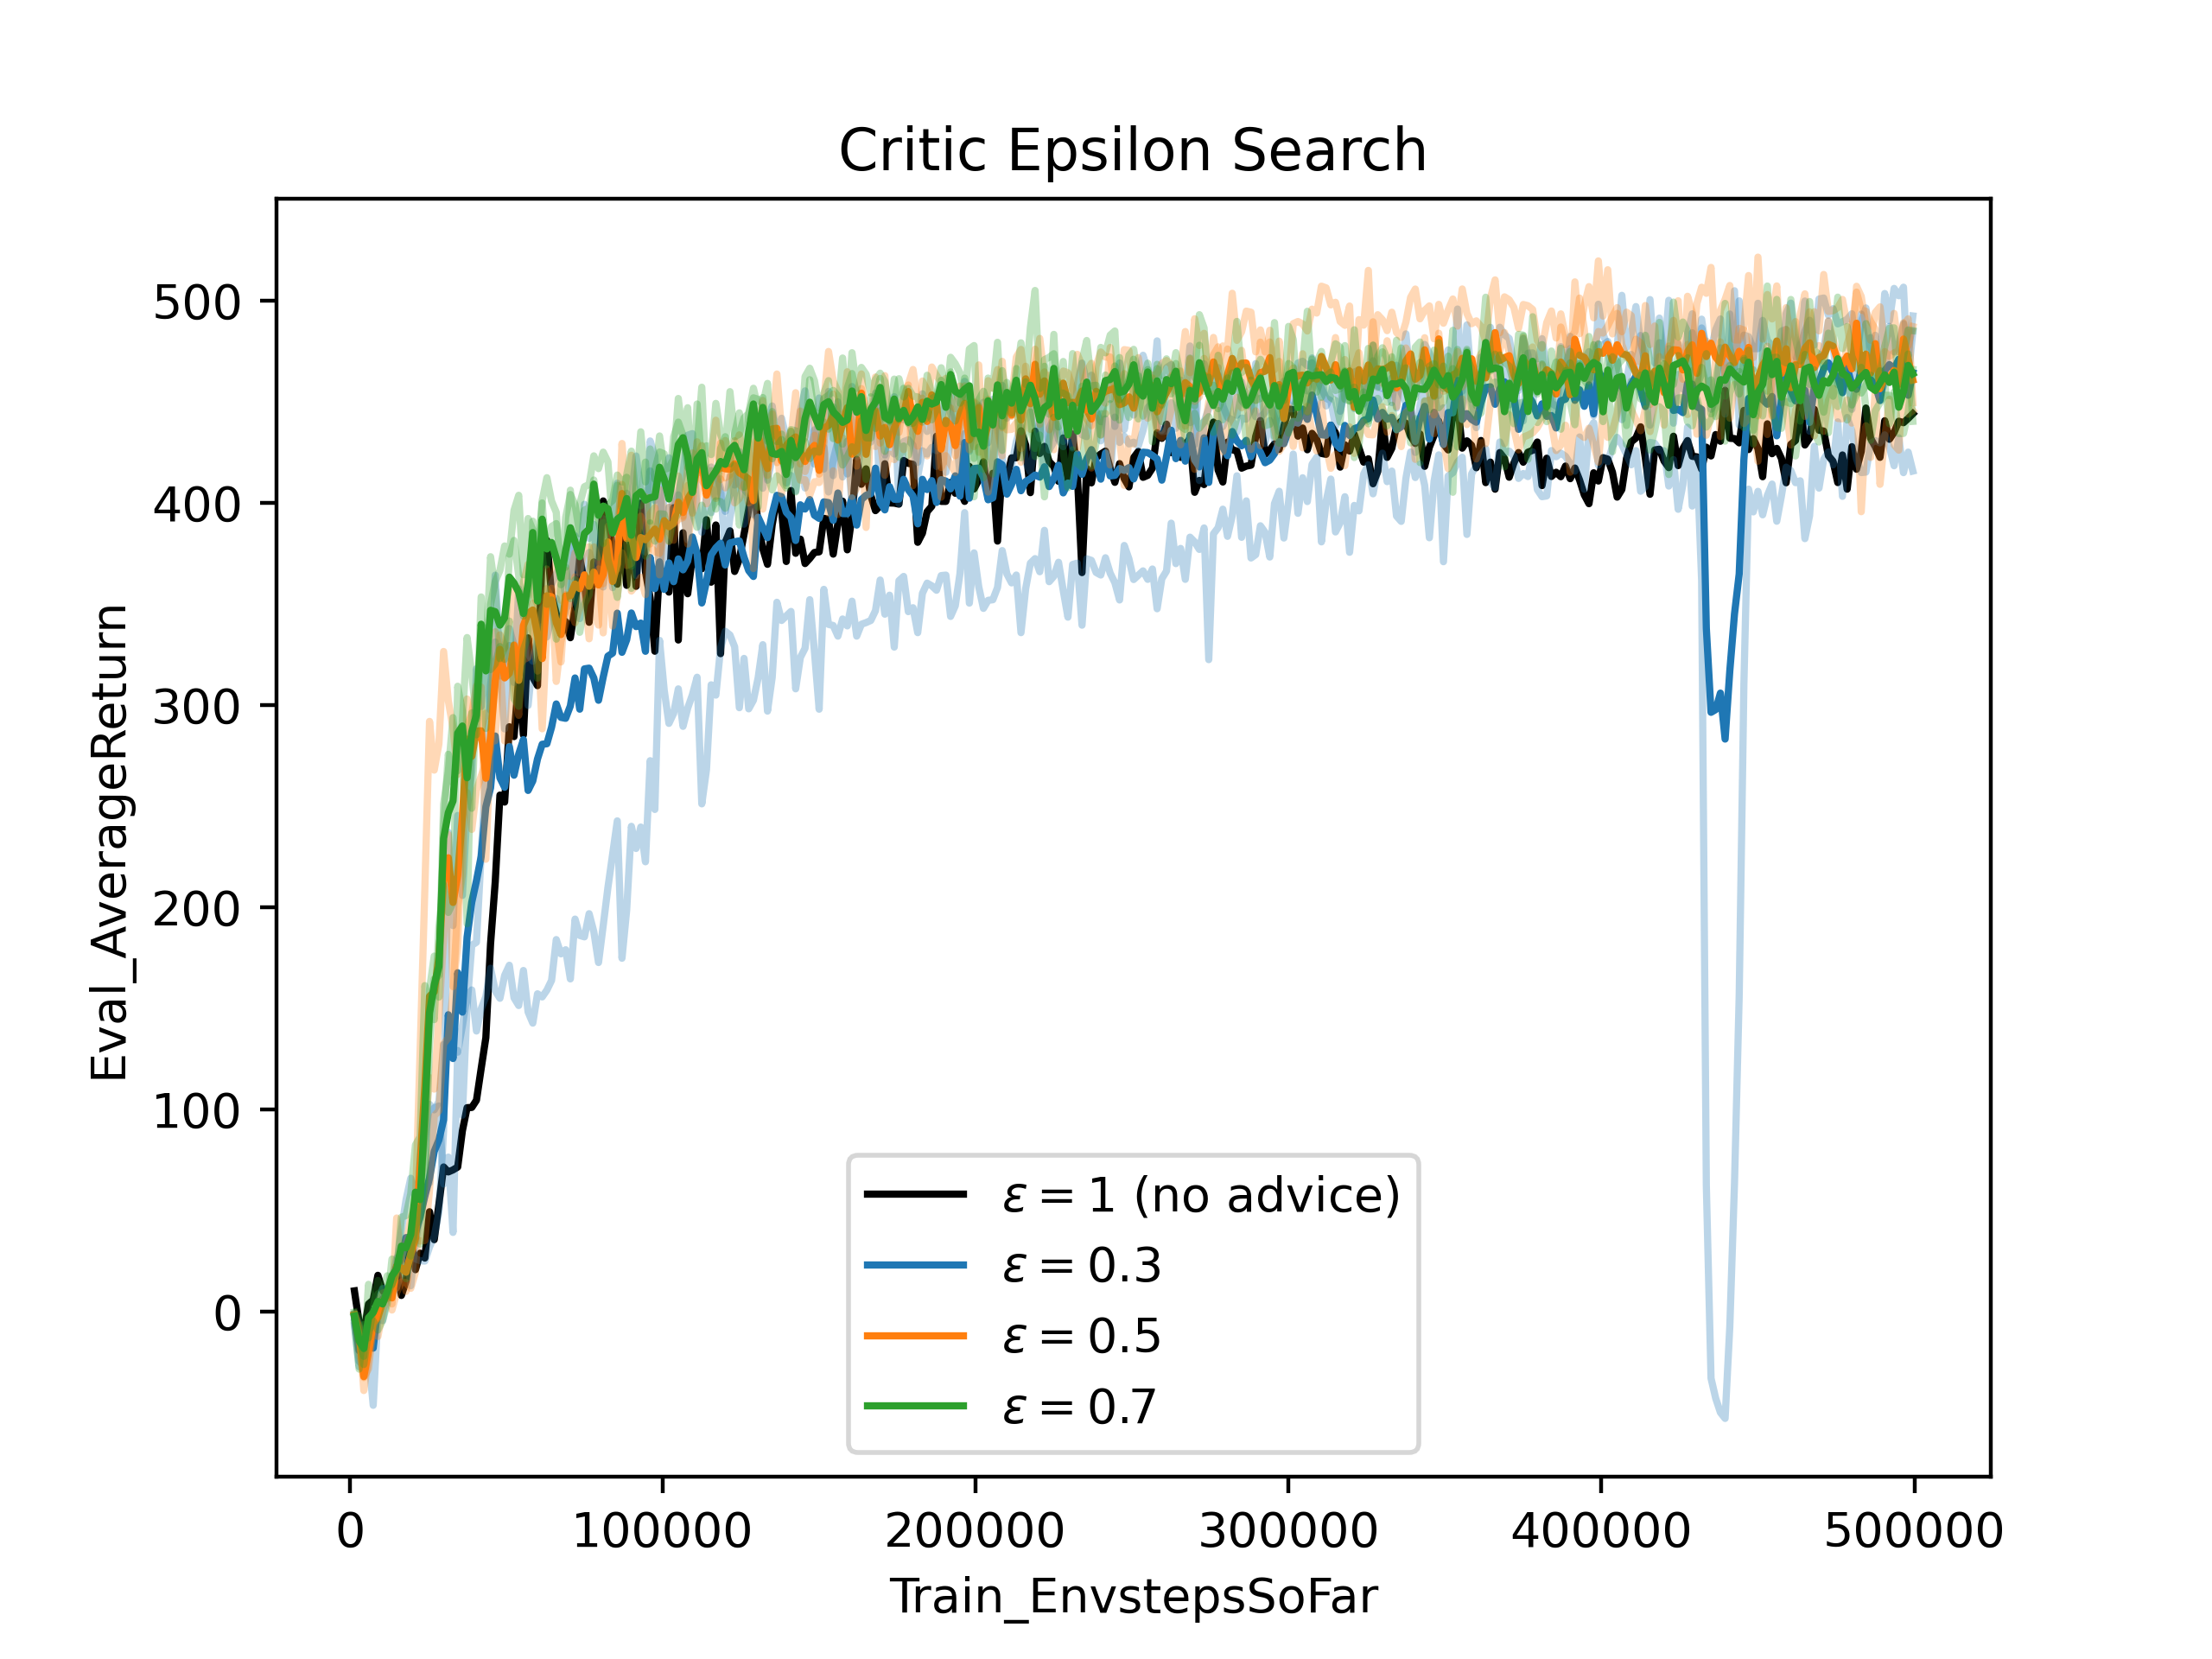 Critic Epsilon Search
Eval_AverageReturn
500
400
300
200
100
0
ε = 1 (no advice)
ε = 0.3
ε = 0.5
ε = 0.7
0 100000 200000 300000 400000 500000
Train_EnvstepsSoFar